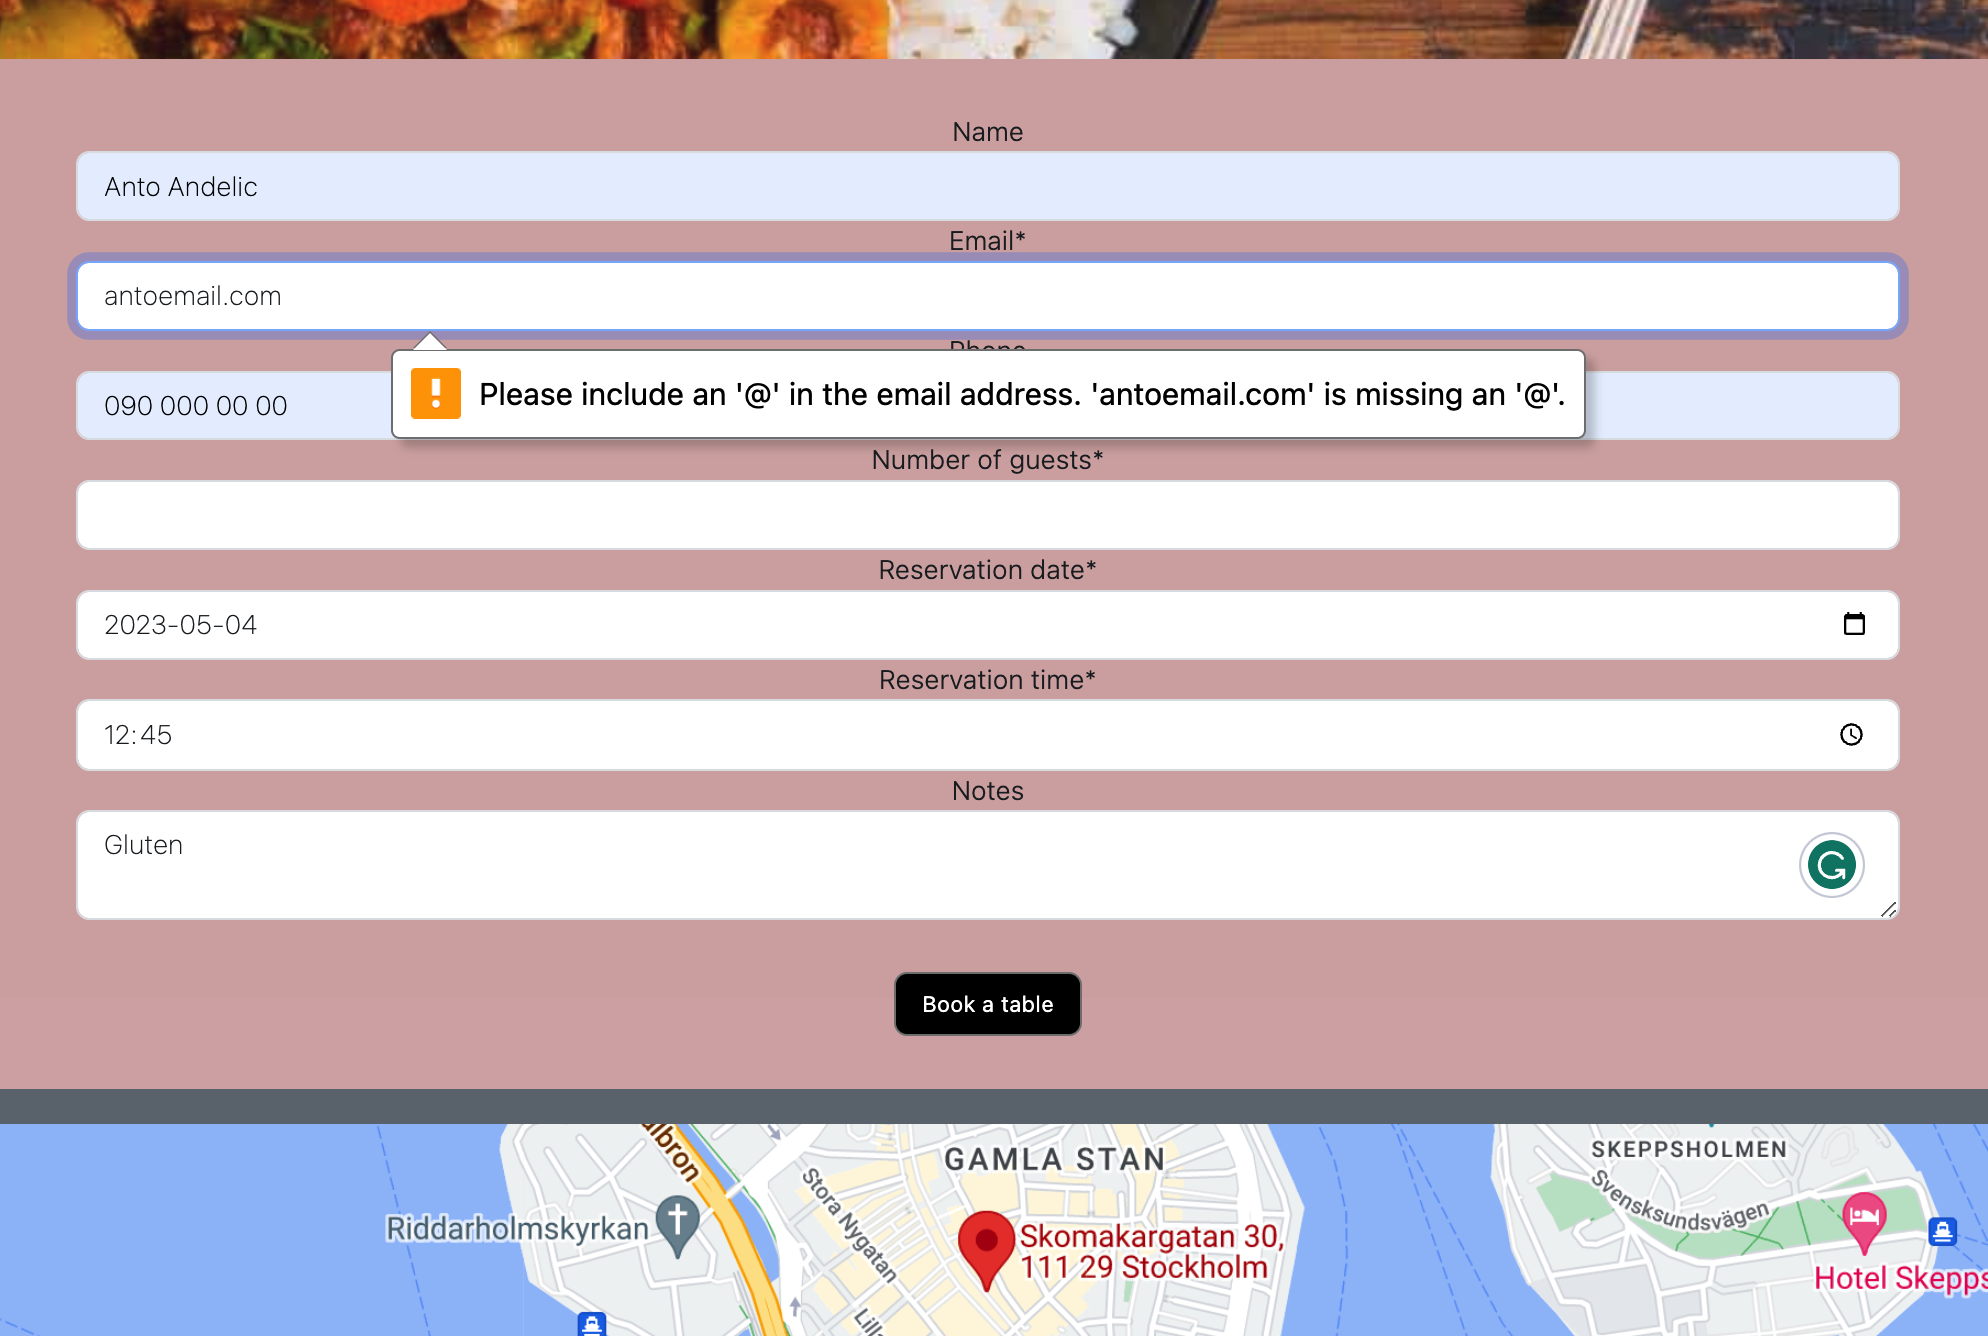 Name
Anto Andelic
Email*
antoemail.com
Phone
Please include an '@' in the email address. 'antoemail.com' is missing an '@'.
090 000 00 00
Number of guests*
Reservation date*
2023-05-04
Reservation time*
12:45
Notes
Gluten
Book a table
GAMLA STAN
SKEPPSHOLMEN
Svensksundsvägen
Stora Nygatan
Riddarholmskyrkan
Skomakargatan 30,
111 29 Stockholm
Hotel Skepps